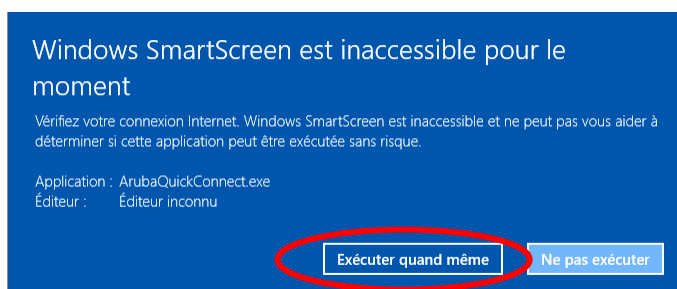 Windows SmartScreen est inaccessible pour le
moment
Vérifiez votre connexion Internet. Windows SmartScreen est inaccessible et ne peut pas vous aider à
déterminer si cette application peut être exécutée sans risque.
Application : ArubaQuickConnect.exe
Éditeur : Éditeur inconnu
Exécuter quand même Ne pas exécuter